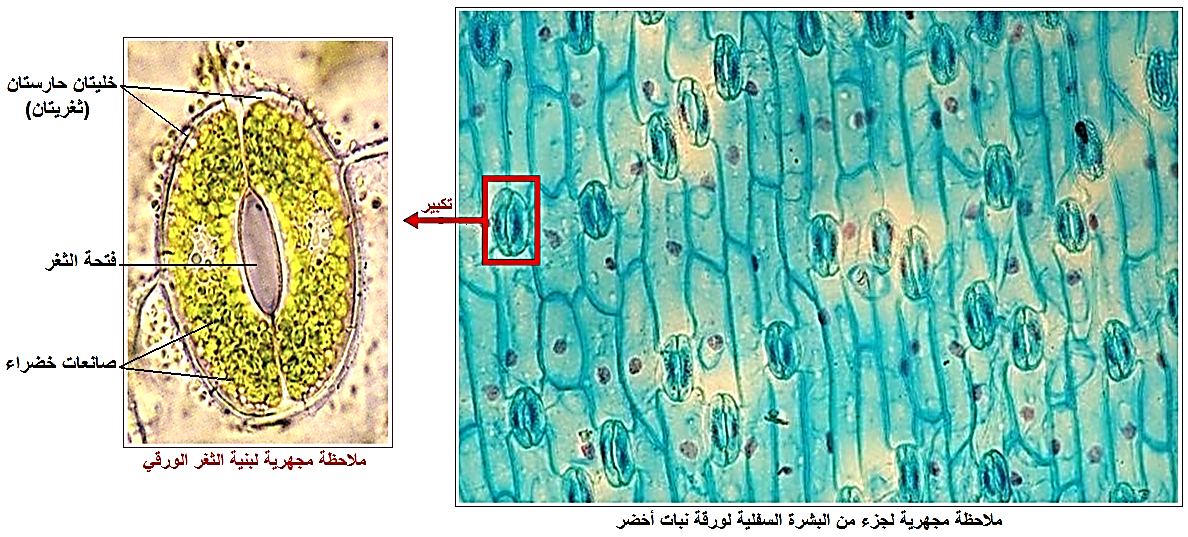 خليتان حارستان
(ثغريتان)
تكبير
فتحة الثغر
صانعات خضراء
ملاحظة مجهرية لبنية الثغر الورقي
ملاحظة مجهرية لجزء من البشرة السفلية لورقة نبات أخضر